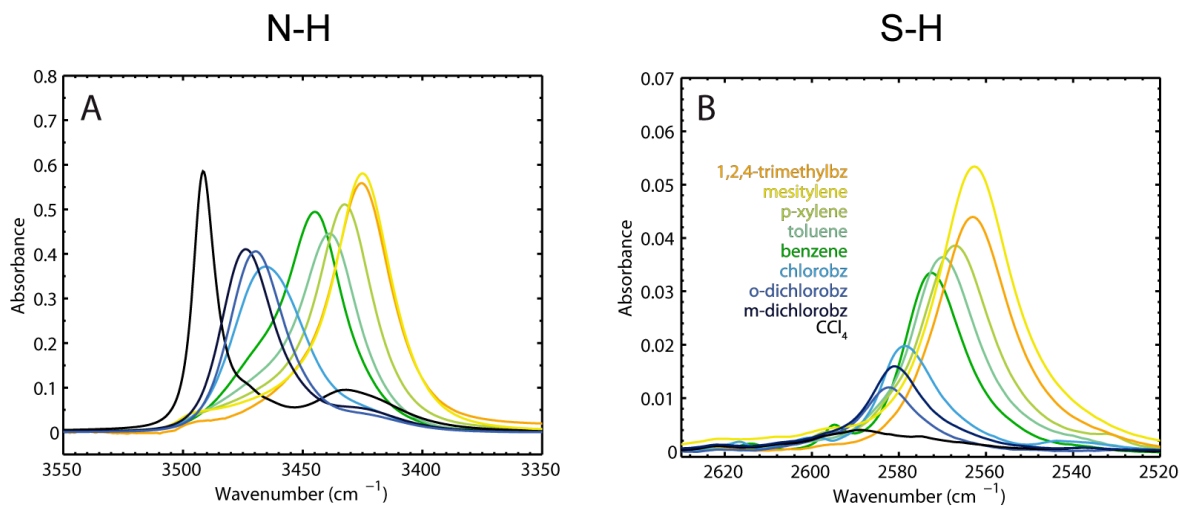 N-H
S-H
A
0.8
0.7
0.6
0.5
0.4
0.3
0.2
0.1
0
3550
3500
3450
3400
3350
Absorbance
Wavenumber (cm ⁻¹)
B
0.07
0.06
0.05
0.04
0.03
0.02
0.01
0.00
2620
2600
2580
2560
2540
2520
Absorbance
Wavenumber (cm ⁻¹)
1,2,4-trimethylbz
mesitylene
p-xylene
toluene
benzene
chlorobz
o-dichlorobz
m-dichlorobz
CCl₄